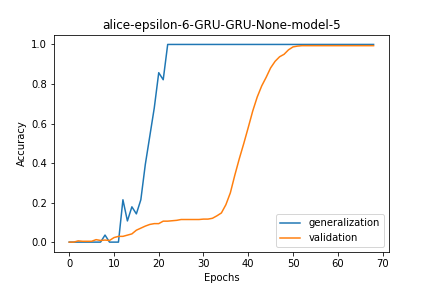 alice-epsilon-6-GRU-GRU-None-model-5
Accuracy
1.0
0.8
0.6
0.4
0.2
0.0
0 10 20 30 40 50 60 70
Epochs
generalization
validation